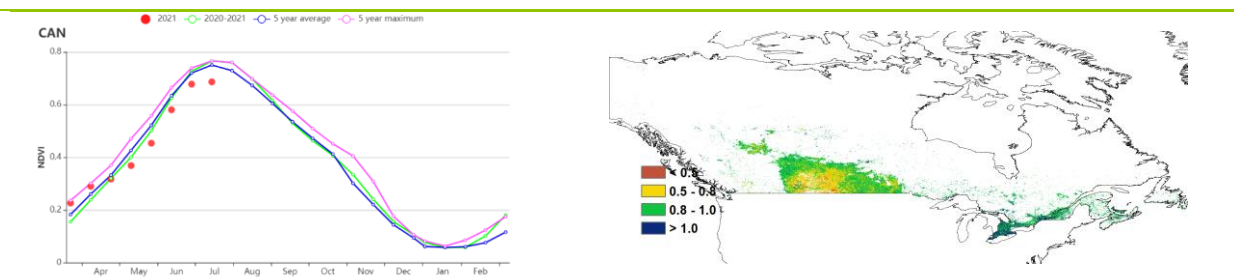 2021 2020-2021 5 year average 5 year maximum
CAN
0.8
0.6
0.4
0.2
0
NDVI
Apr May Jun Jul Aug Sep Oct Nov Dec Jan Feb
< 0.5
0.5 - 0.8
0.8 - 1.0
> 1.0